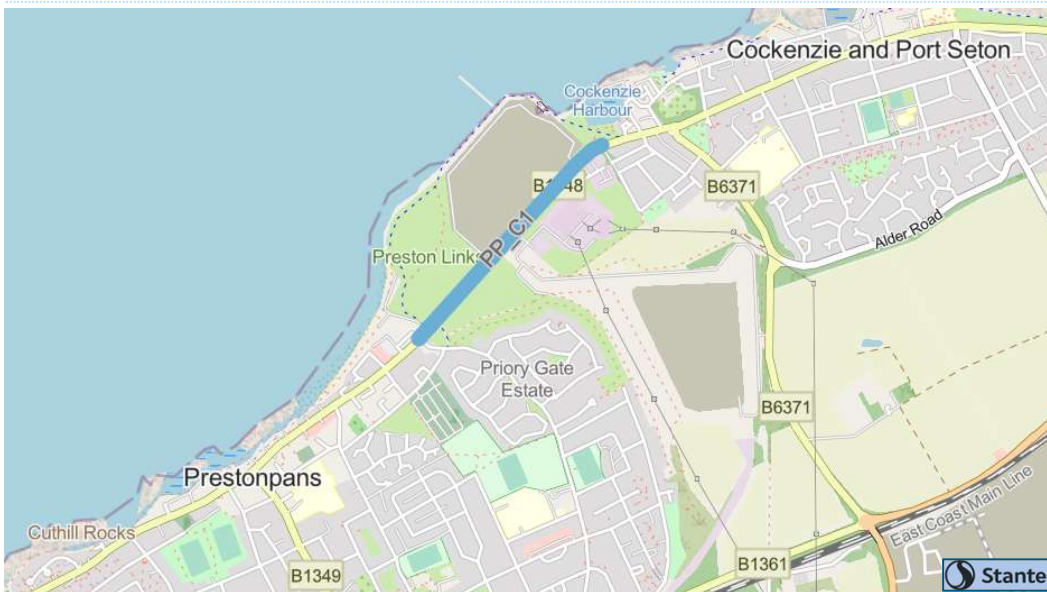 Cockenzie and Port Seton
Cockenzie
Harbour
B6371
Alder Road
PP_C1
Preston Links
Priory Gate
Estate
B6371
Prestonpans
Cuthill Rocks
East Coast Main Line
B1349
B1361